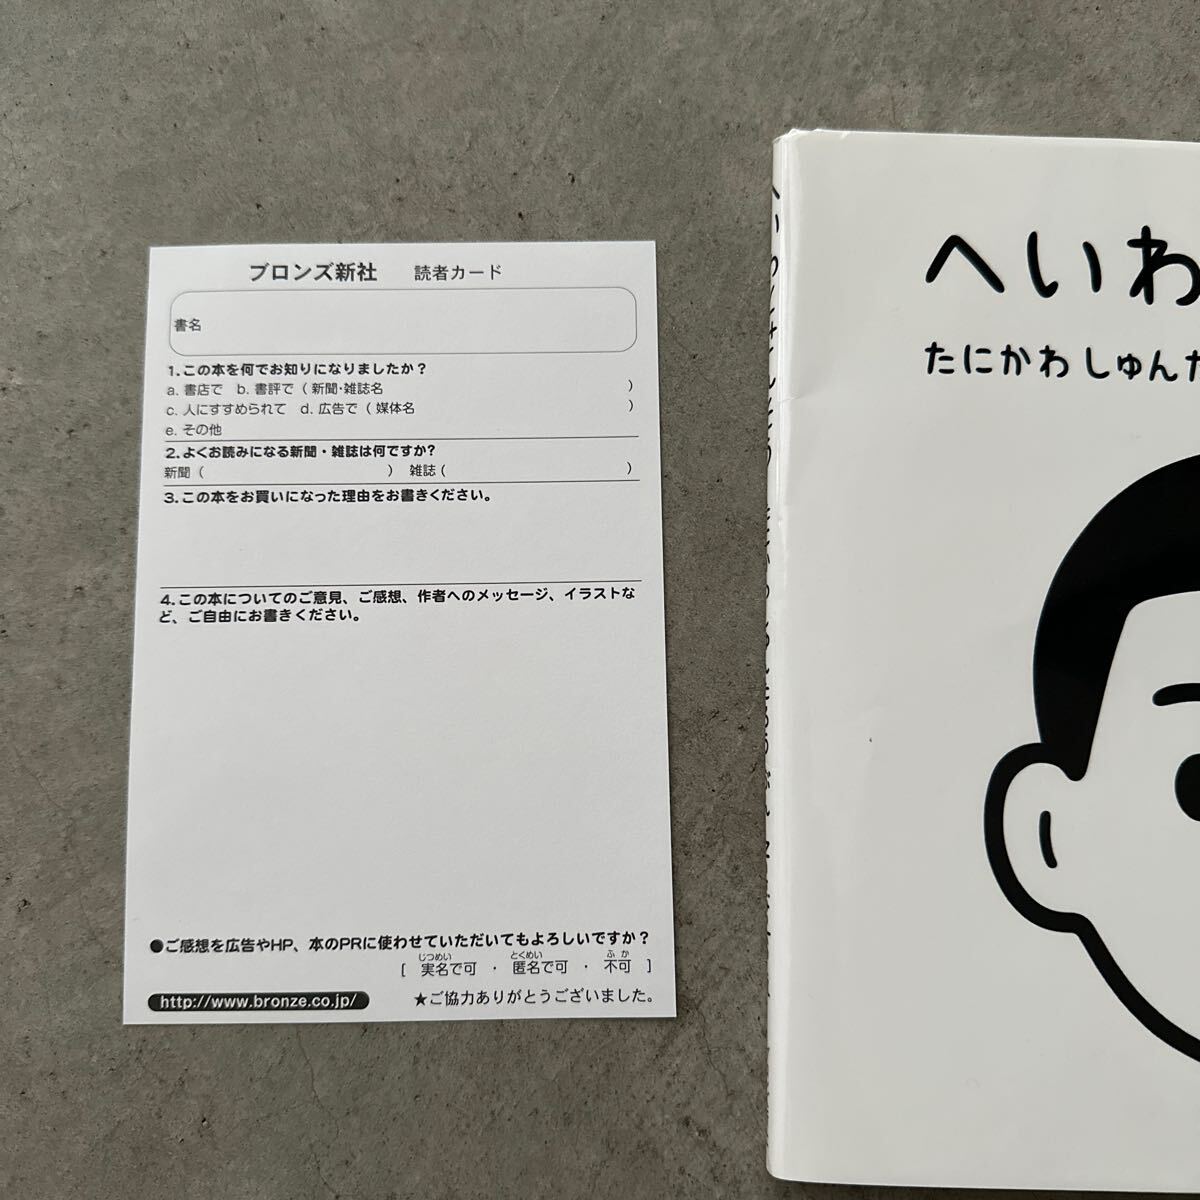 ブロンズ新社 読者カード
書名
1.この本を何でお知りになりましたか？
a. 書店で b. 書評で（新聞・雑誌名 ）
c. 人にすすめられて d. 広告で（媒体名 ）
e. その他
2.よくお読みになる新聞・雑誌は何ですか?
新聞（ ） 雑誌（ ）
3.この本をお買いになった理由をお書きください。
4.この本についてのご意見、ご感想、作者へのメッセージ、イラストな
ど、ご自由にお書きください。
●ご感想を広告やHP、本のPRに使わせていただいてもよろしいですか？
じつめい とくめい ふか
[ 実名で可 ・ 匿名で可 ・ 不可 ]
http://www.bronze.co.jp/ ★ご協力ありがとうございました。
へいわ
たにかわ しゅんた